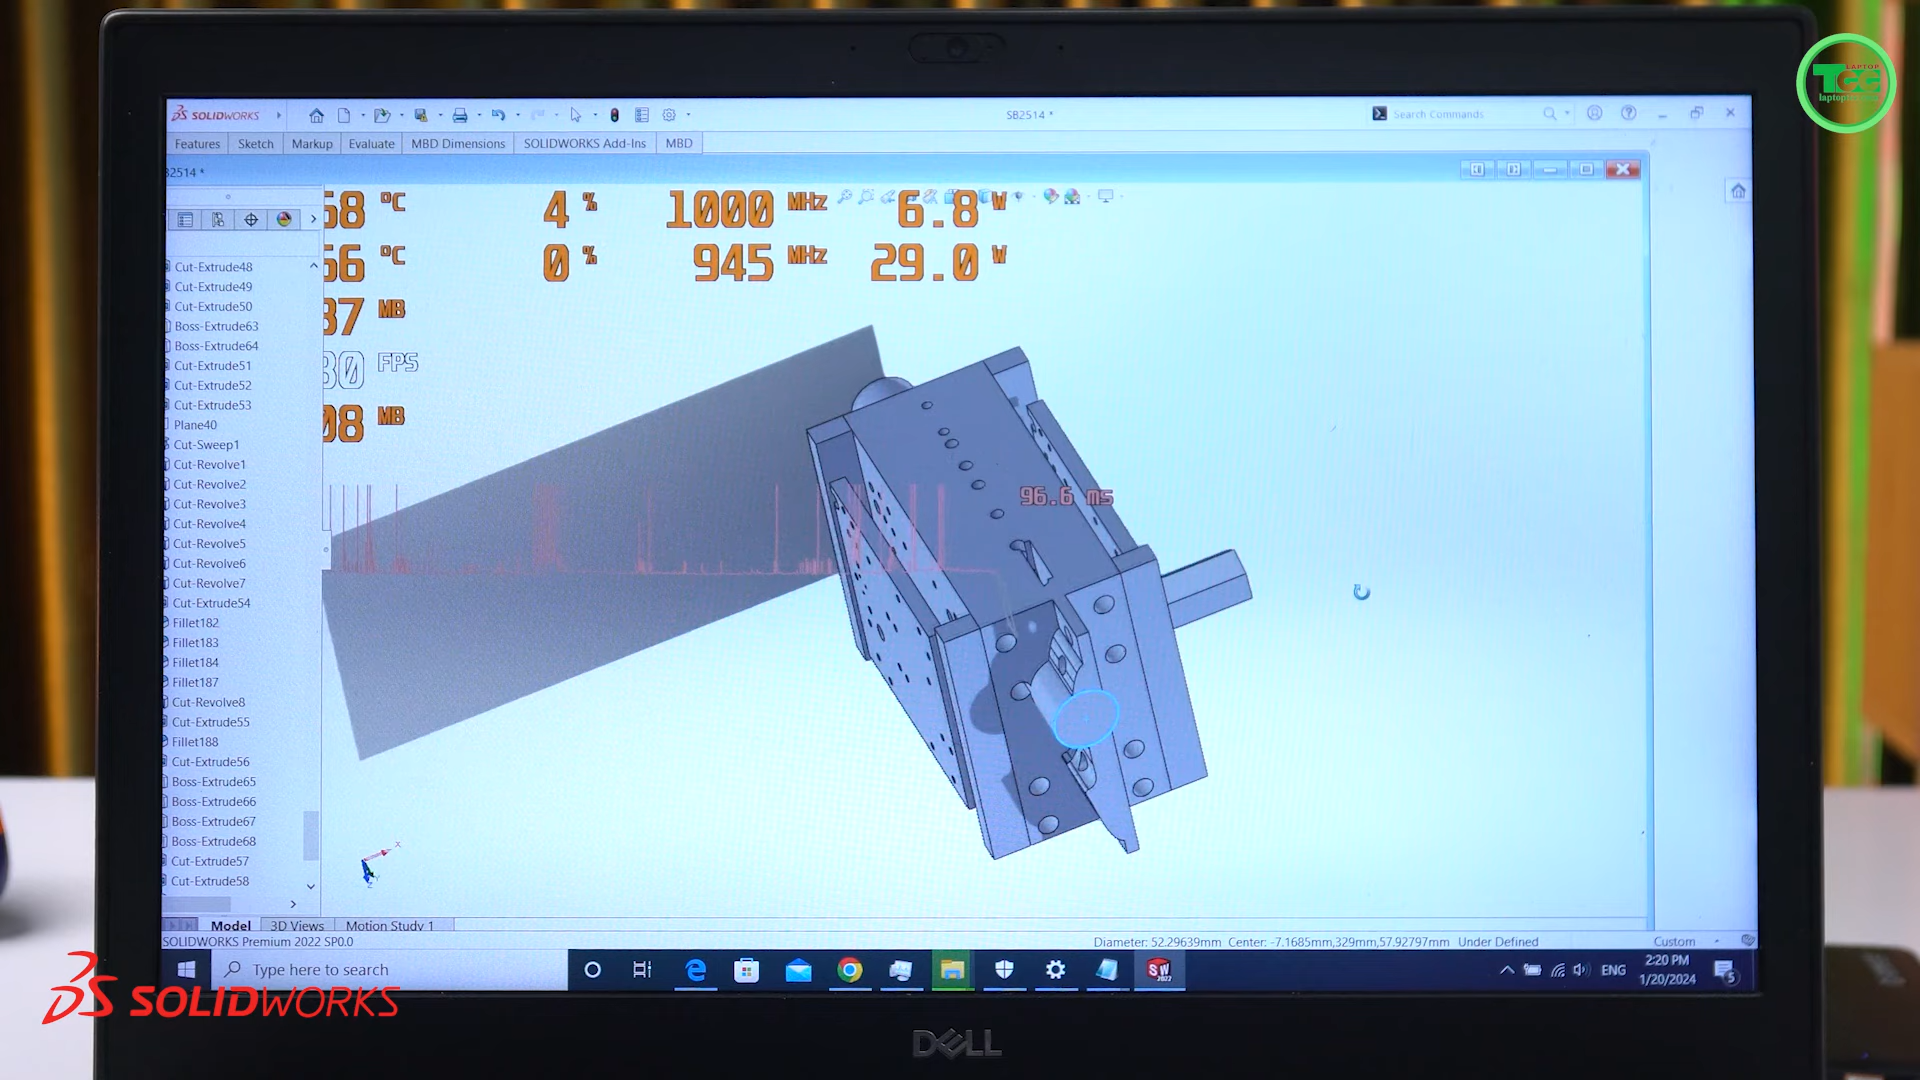 LAPTOP
TCC
SOLIDWORKS
SB2514 *
Search Commands
Features
Sketch
Markup
Evaluate
MBD Dimensions
SOLIDWORKS Add-Ins
MBD
B2514 *
58 °C 4 % 1000 MHz 6.8 W
56 °C 0 % 945 MHz 29.0 W
37 MB
30 FPS
08 MB
96.6 ms
Cut-Extrude48
Cut-Extrude49
Cut-Extrude50
Boss-Extrude63
Boss-Extrude64
Cut-Extrude51
Cut-Extrude52
Cut-Extrude53
Plane40
Cut-Sweep1
Cut-Revolve1
Cut-Revolve2
Cut-Revolve3
Cut-Revolve4
Cut-Revolve5
Cut-Revolve6
Cut-Revolve7
Cut-Extrude54
Fillet182
Fillet183
Fillet184
Fillet187
Cut-Revolve8
Cut-Extrude55
Fillet188
Cut-Extrude56
Boss-Extrude65
Boss-Extrude66
Boss-Extrude67
Boss-Extrude68
Cut-Extrude57
Cut-Extrude58
X
Z
Model
3D Views
Motion Study 1
SOLIDWORKS Premium 2022 SP0.0
Diameter: 52.29639mm Center: -7.1685mm,329mm,57.92797mm Under Defined
Custom
Type here to search
SW
2022
ENG
2:20 PM
1/20/2024
5
SOLIDWORKS
DELL